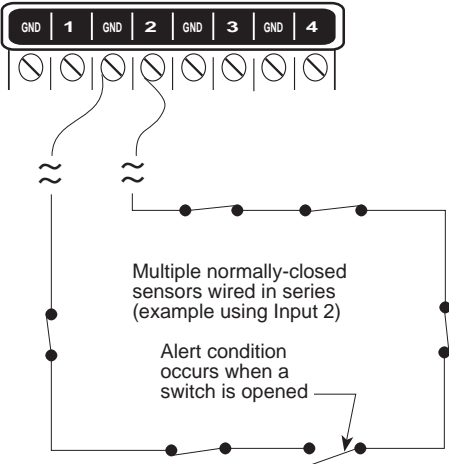 GND 1 GND 2 GND 3 GND 4
Multiple normally-closed
sensors wired in series
(example using Input 2)
Alert condition
occurs when a
switch is opened